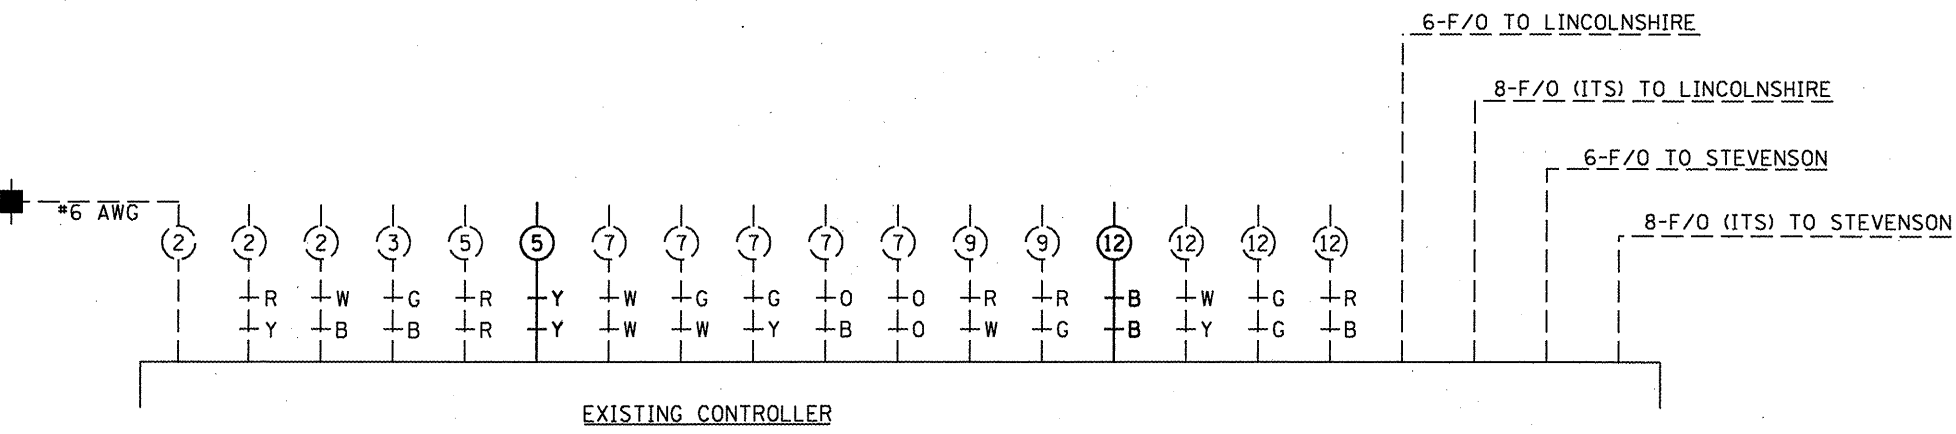 6-F/O TO LINCOLNSHIRE
8-F/O (ITS) TO LINCOLNSHIRE
6-F/O TO STEVENSON
#6 AWG
8-F/O (ITS) TO STEVENSON
2 2 2 3 5 5 7 7 7 7 7 9 9 12 12 12 12
R W G R Y W G G O O R R B W G R
Y B B R Y W W Y B O W G B Y G B
EXISTING CONTROLLER